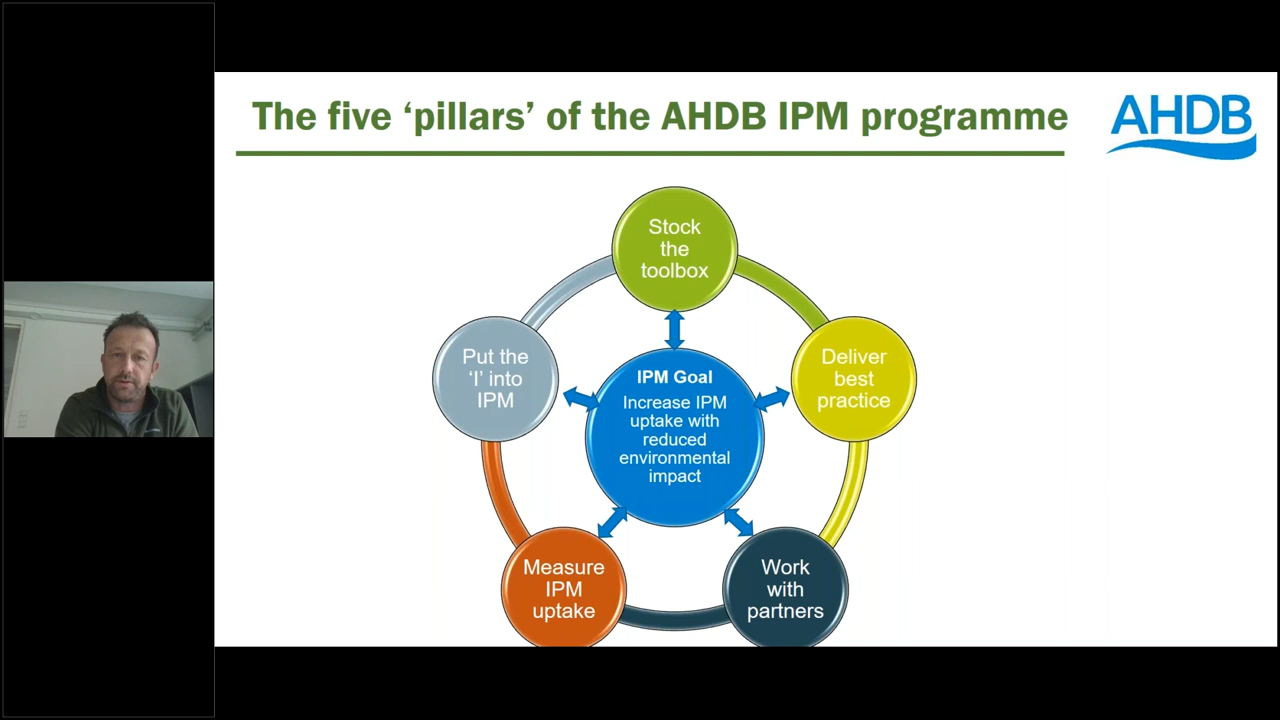 The five ‘pillars’ of the AHDB IPM programme
AHDB
Stock
the
toolbox
Deliver
best
practice
Work
with
partners
Measure
IPM
uptake
Put the
‘I’ into
IPM
IPM Goal
Increase IPM
uptake with
reduced
environmental
impact